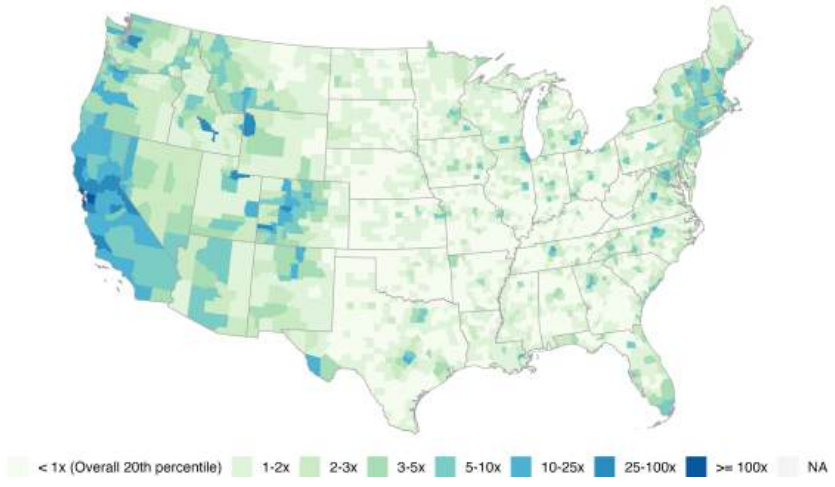 < 1x (Overall 20th percentile) 1-2x 2-3x 3-5x 5-10x 10-25x 25-100x >= 100x NA